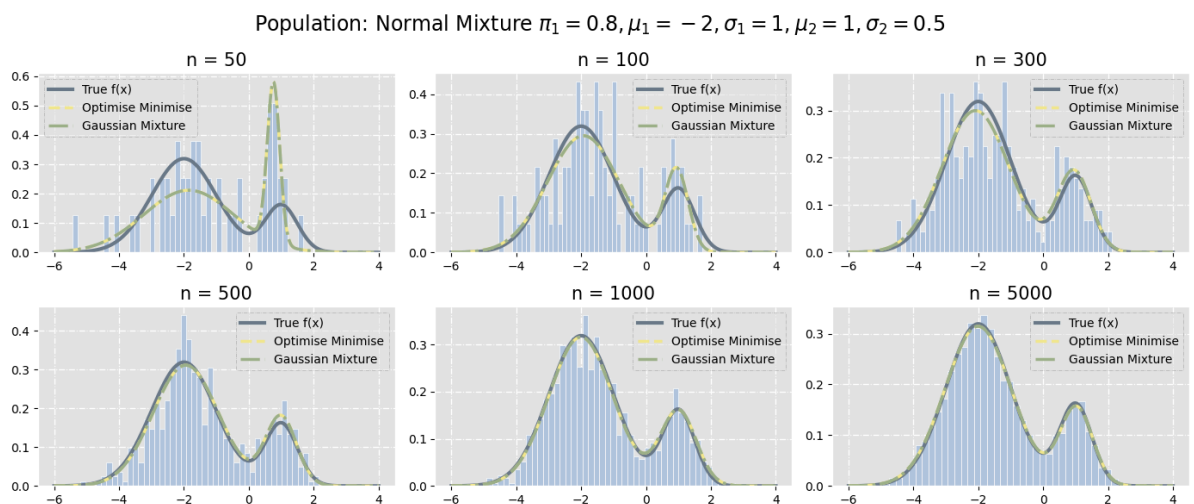 Population: Normal Mixture π₁ = 0.8, μ₁ = −2, σ₁ = 1, μ₂ = 1, σ₂ = 0.5
n = 50
0.6
0.5
0.4
0.3
0.2
0.1
0.0
−6 −4 −2 0 2 4
True f(x)
Optimise Minimise
Gaussian Mixture
n = 100
0.4
0.3
0.2
0.1
0.0
−6 −4 −2 0 2 4
True f(x)
Optimise Minimise
Gaussian Mixture
n = 300
0.3
0.2
0.1
0.0
−6 −4 −2 0 2 4
True f(x)
Optimise Minimise
Gaussian Mixture
n = 500
0.4
0.3
0.2
0.1
0.0
−6 −4 −2 0 2 4
True f(x)
Optimise Minimise
Gaussian Mixture
n = 1000
0.3
0.2
0.1
0.0
−6 −4 −2 0 2 4
True f(x)
Optimise Minimise
Gaussian Mixture
n = 5000
0.3
0.2
0.1
0.0
−6 −4 −2 0 2 4
True f(x)
Optimise Minimise
Gaussian Mixture